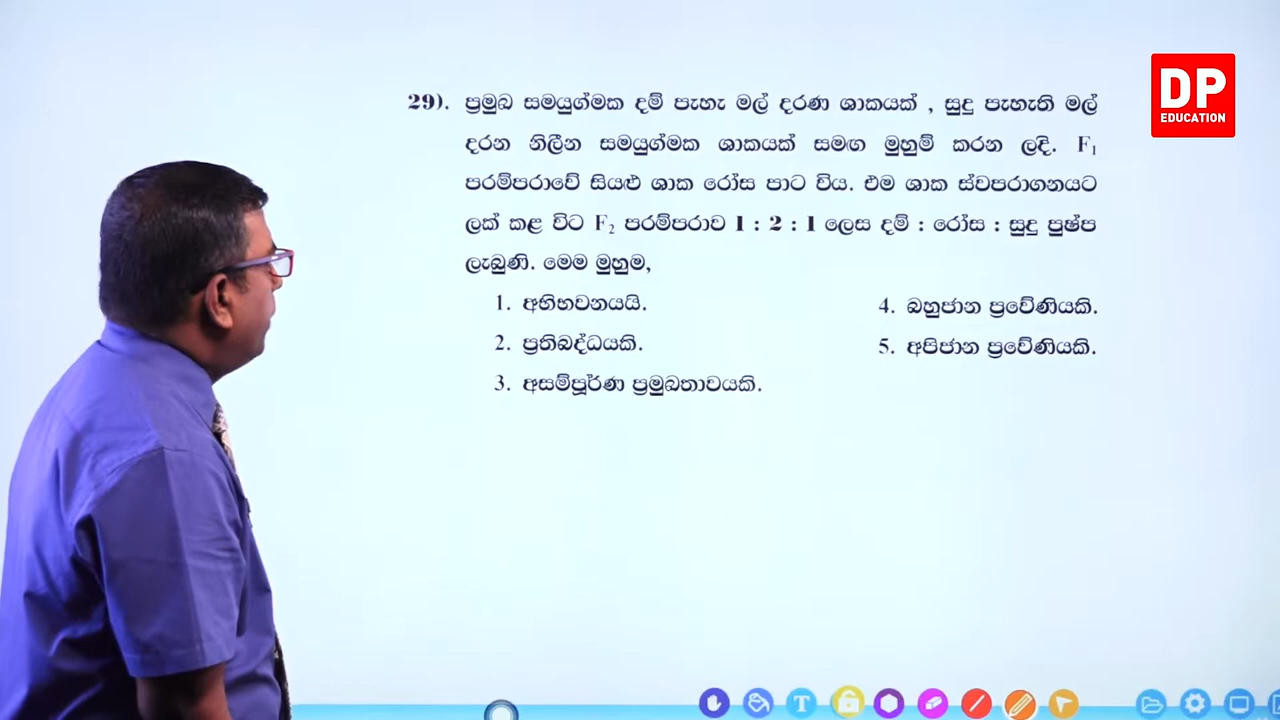 DP
EDUCATION
29). ප්‍රමුඛ සමයුග්මක දම් පැහැ මල් දරණ ශාකයක් , සුදු පැහැති මල්
දරන නිලීන සමයුග්මක ශාකයක් සමඟ මුහුම් කරන ලදි. F₁
පරම්පරාවේ සියළු ශාක රෝස පාට විය. එම ශාක ස්වපරාගනයට
ලක් කළ විට F₂ පරම්පරාව 1 : 2 : 1 ලෙස දම් : රෝස : සුදු පුෂ්ප
ලැබුණි. මෙම මුහුම,
1. අභිභවනයයි.
2. ප්‍රතිබද්ධයකි.
3. අසම්පූර්ණ ප්‍රමුඛතාවයකි.
4. බහුජාන ප්‍රවේණියකි.
5. අපිජාන ප්‍රවේණියකි.
T